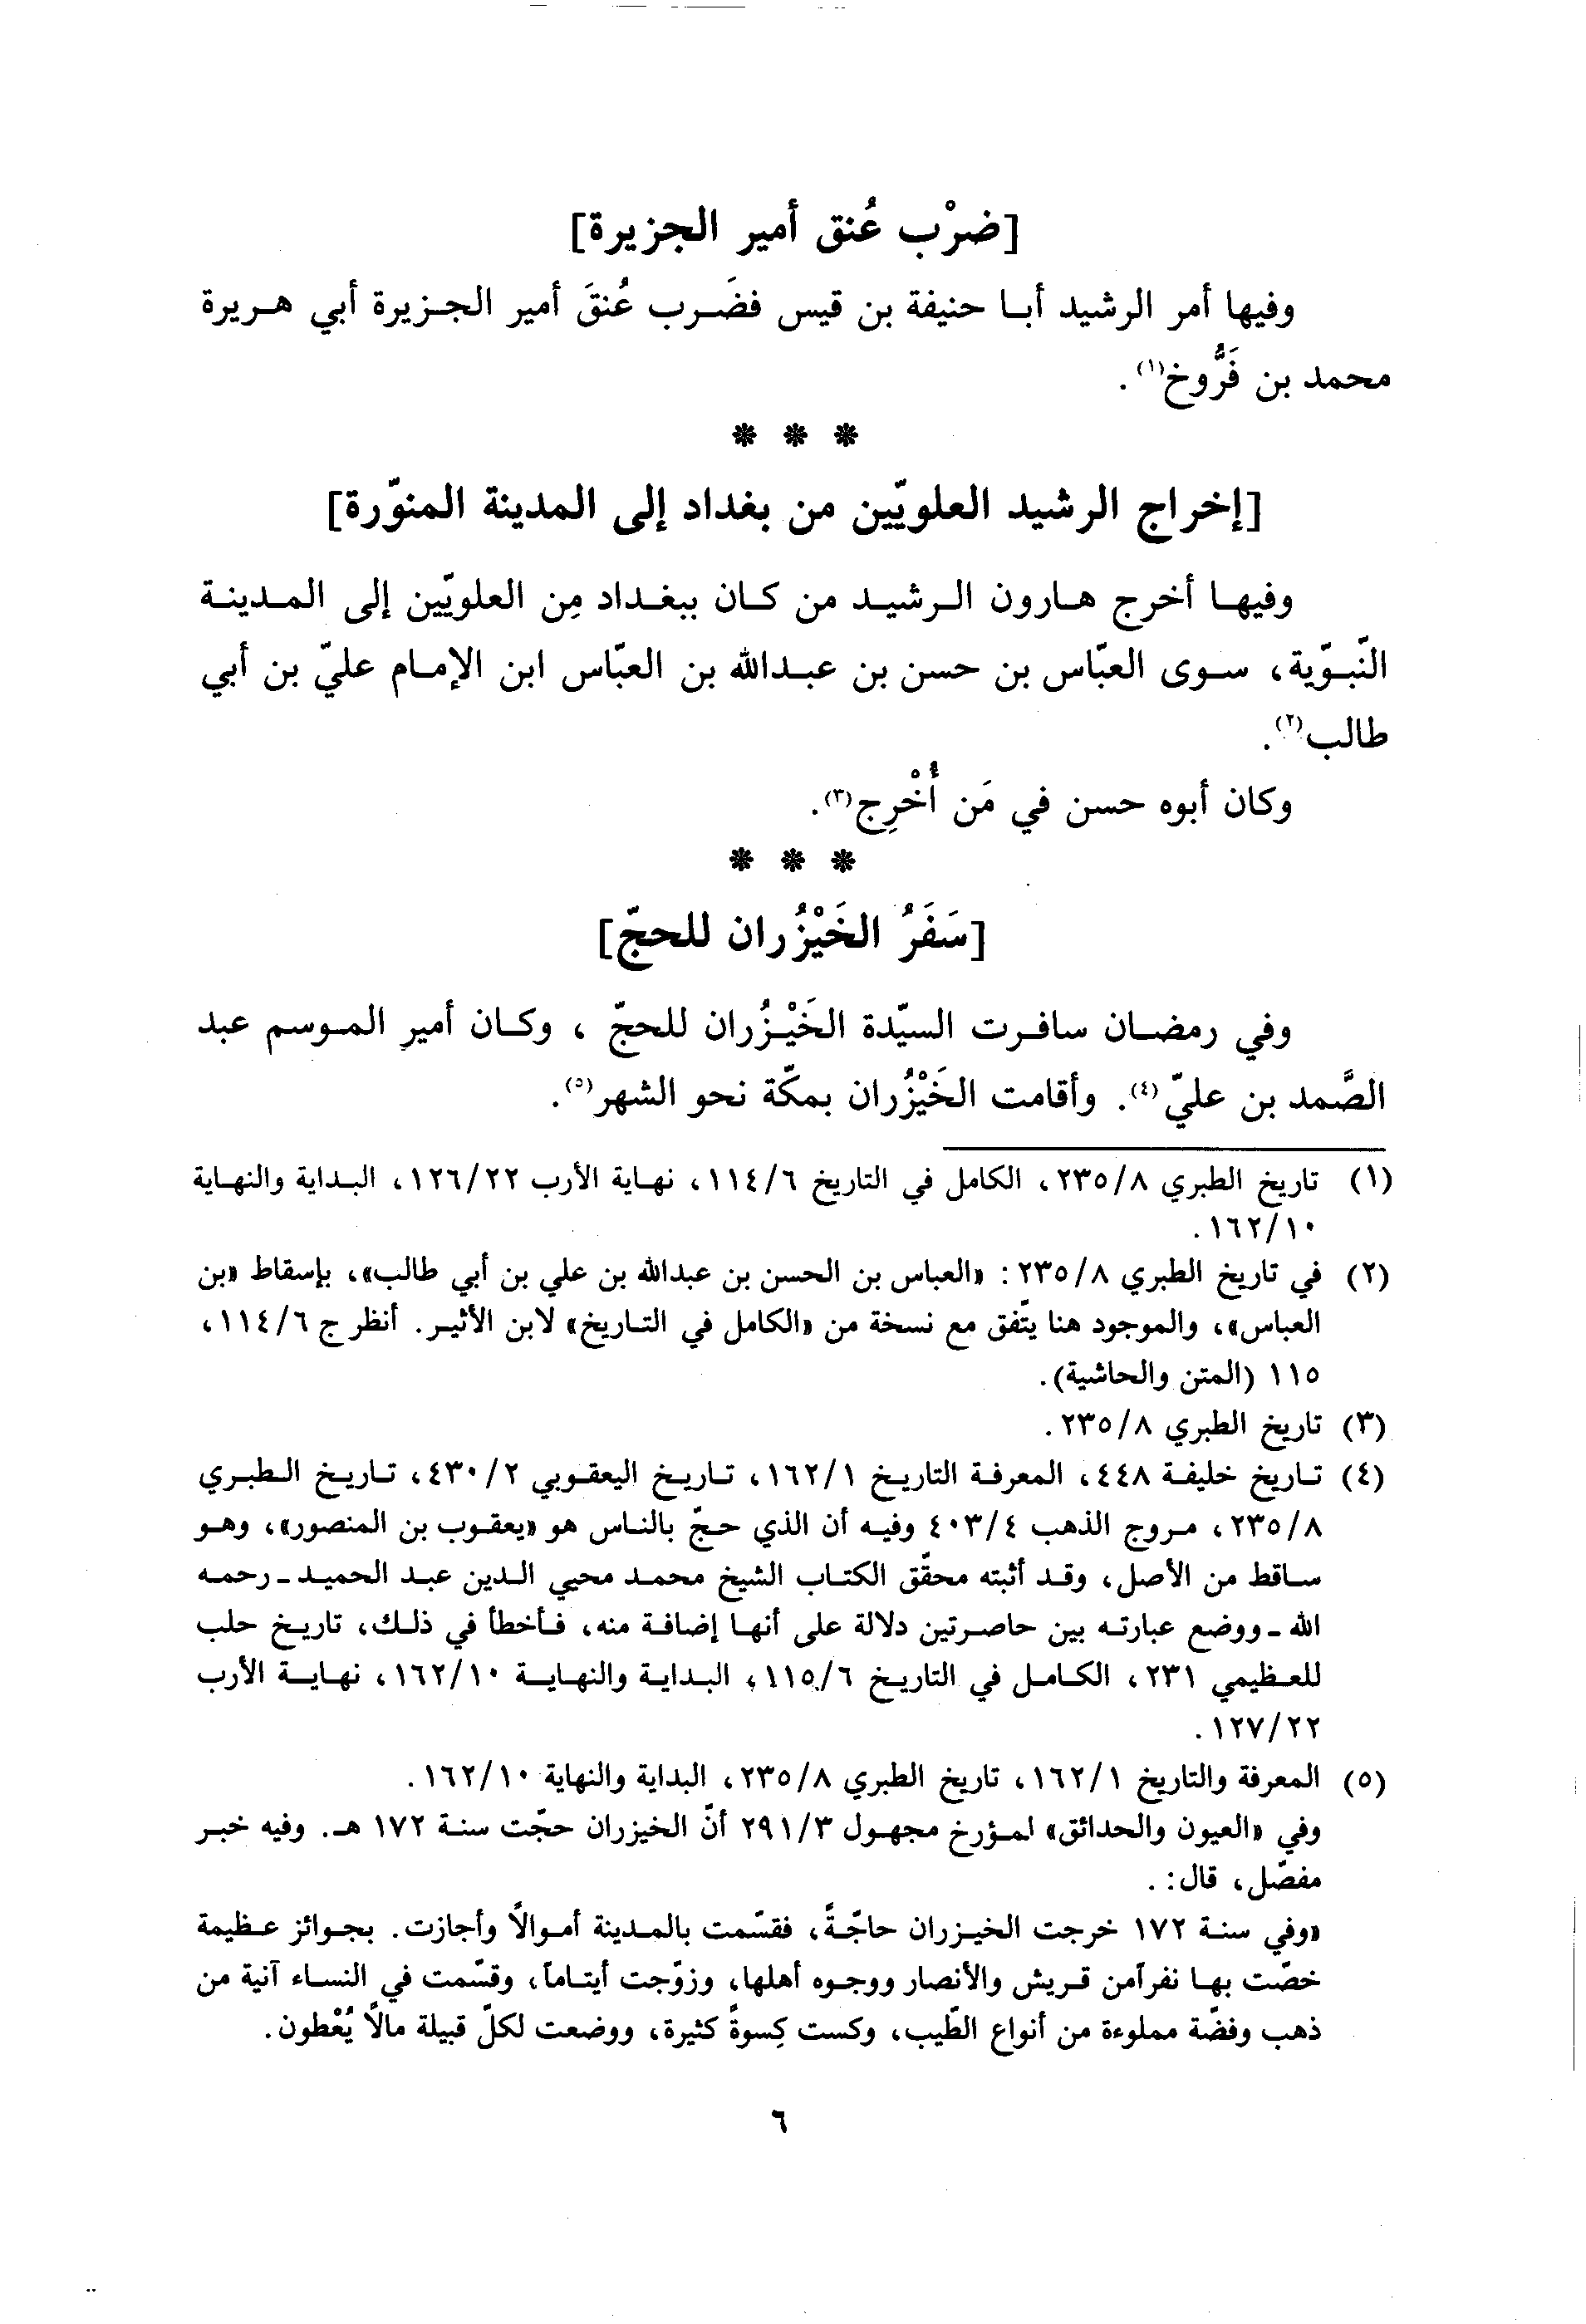 [ضرْب عُنق أمير الجزيرة]
وفيها أمر الرشيد أبا حنيفة بن قيس فضَرب عُنقَ أمير الجزيرة أبي هريرة
محمد بن فَرُّوخ(١).
* * *
[إخراج الرشيد العلويّين من بغداد إلى المدينة المنوّرة]
وفيها أخرج هارون الرشيد من كان ببغداد مِن العلويّين إلى المدينة
النّبوّية، سوى العبّاس بن حسن بن عبدالله بن العبّاس ابن الإمام عليّ بن أبي
طالب(٢).
وكان أبوه حسن في مَن أُخْرِج(٣).
* * *
[سَفَرُ الخَيْزُران للحجّ]
وفي رمضان سافرت السيّدة الخَيْزُران للحجّ ، وكان أميرِ الموسم عبد
الصَّمد بن عليّ(٤). وأقامت الخَيْزُران بمكّة نحو الشهر(٥).
(١) تاريخ الطبري ٢٣٥/٨، الكامل في التاريخ ١١٤/٦، نهاية الأرب ١٢٦/٢٢، البداية والنهاية
١٦٢/١٠.
(٢) في تاريخ الطبري ٢٣٥/٨: «العباس بن الحسن بن عبدالله بن علي بن أبي طالب»، بإسقاط «بن
العباس»، والموجود هنا يتّفق مع نسخة من «الكامل في التاريخ» لابن الأثير. أنظر ج ١١٤/٦،
١١٥ (المتن والحاشية).
(٣) تاريخ الطبري ٢٣٥/٨.
(٤) تاريخ خليفة ٤٤٨، المعرفة التاريخ ١٦٢/١، تاريخ اليعقوبي ٤٣٠/٢، تاريخ الطبري
٢٣٥/٨، مروج الذهب ٤٠٣/٤ وفيه أن الذي حجّ بالناس هو «يعقوب بن المنصور»، وهو
ساقط من الأصل، وقد أثبته محقّق الكتاب الشيخ محمد محيي الدين عبد الحميد ـ رحمه
الله ـ ووضع عبارته بين حاصرتين دلالة على أنها إضافة منه، فأخطأ في ذلك، تاريخ حلب
للعظيمي ٢٣١، الكامل في التاريخ ١١٥/٦، البداية والنهاية ١٦٢/١٠، نهاية الأرب
١٢٧/٢٢.
(٥) المعرفة والتاريخ ١٦٢/١، تاريخ الطبري ٢٣٥/٨، البداية والنهاية ١٦٢/١٠.
وفي «العيون والحدائق» لمؤرخ مجهول ٢٩١/٣ أنّ الخيزران حجّت سنة ١٧٢ هـ. وفيه خبر
مفصّل، قال: .
«وفي سنة ١٧٢ خرجت الخيزران حاجّةً، فقسّمت بالمدينة أموالاً وأجازت. بجوائز عظيمة
خصّت بها نفراً من قريش والأنصار ووجوه أهلها، وزوّجت أيتاماً، وقسّمت في النساء آنية من
ذهب وفضّة مملوءة من أنواع الطّيب، وكست كِسوةً كثيرة، ووضعت لكلّ قبيلة مالاً يُعْطون.
٦